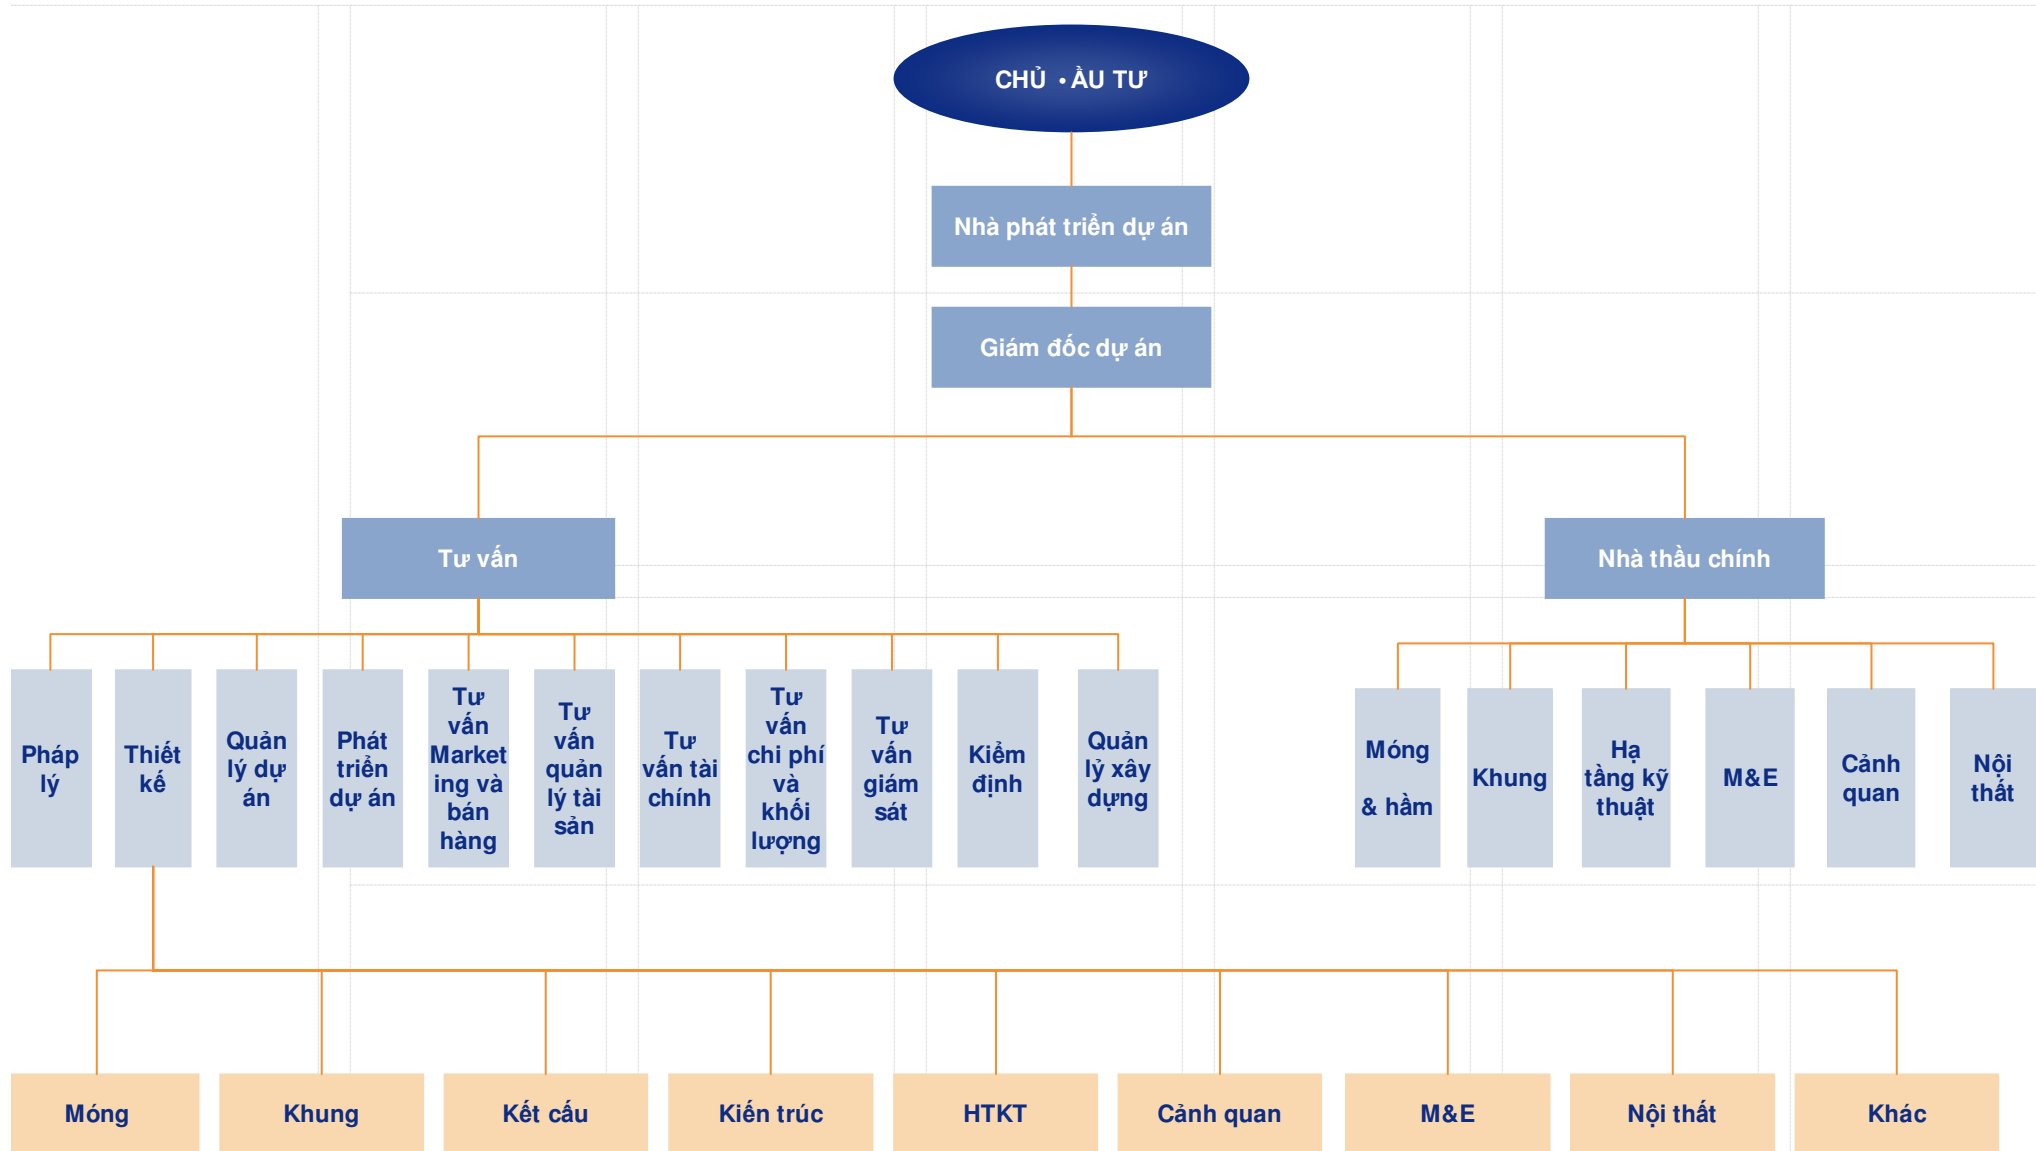 CHỦ • ẦU TƯ
Nhà phát triển dự án
Giám đốc dự án
Tư vấn
Nhà thầu chính
Pháp
lý
Thiết
kế
Quản
lý dự
án
Phát
triển
dự án
Tư
vấn
Market
ing và
bán
hàng
Tư
vấn
quản
lý tài
sản
Tư
vấn tài
chính
Tư
vấn
chi phí
và
khối
lượng
Tư
vấn
giám
sát
Kiểm
định
Quản
lỷ xây
dựng
Móng
& hầm
Khung
Hạ
tầng kỹ
thuật
M&E
Cảnh
quan
Nội
thất
Móng
Khung
Kết cấu
Kiến trúc
HTKT
Cảnh quan
M&E
Nội thất
Khác